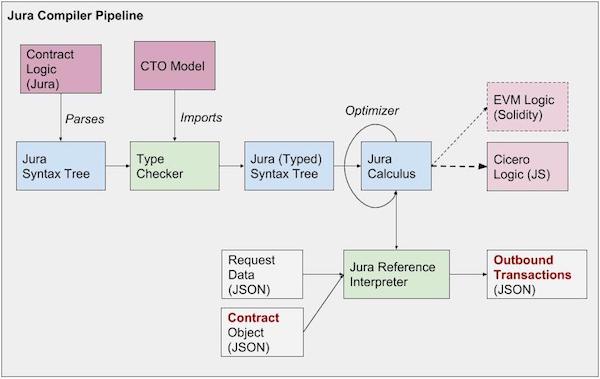 Jura Compiler Pipeline
Contract
Logic
(Jura)
CTO Model
Parses
Imports
Optimizer
EVM Logic
(Solidity)
Jura
Syntax Tree
Type
Checker
Jura (Typed)
Syntax Tree
Jura
Calculus
Cicero
Logic (JS)
Request
Data
(JSON)
Jura Reference
Interpreter
Outbound
Transactions
(JSON)
Contract
Object
(JSON)